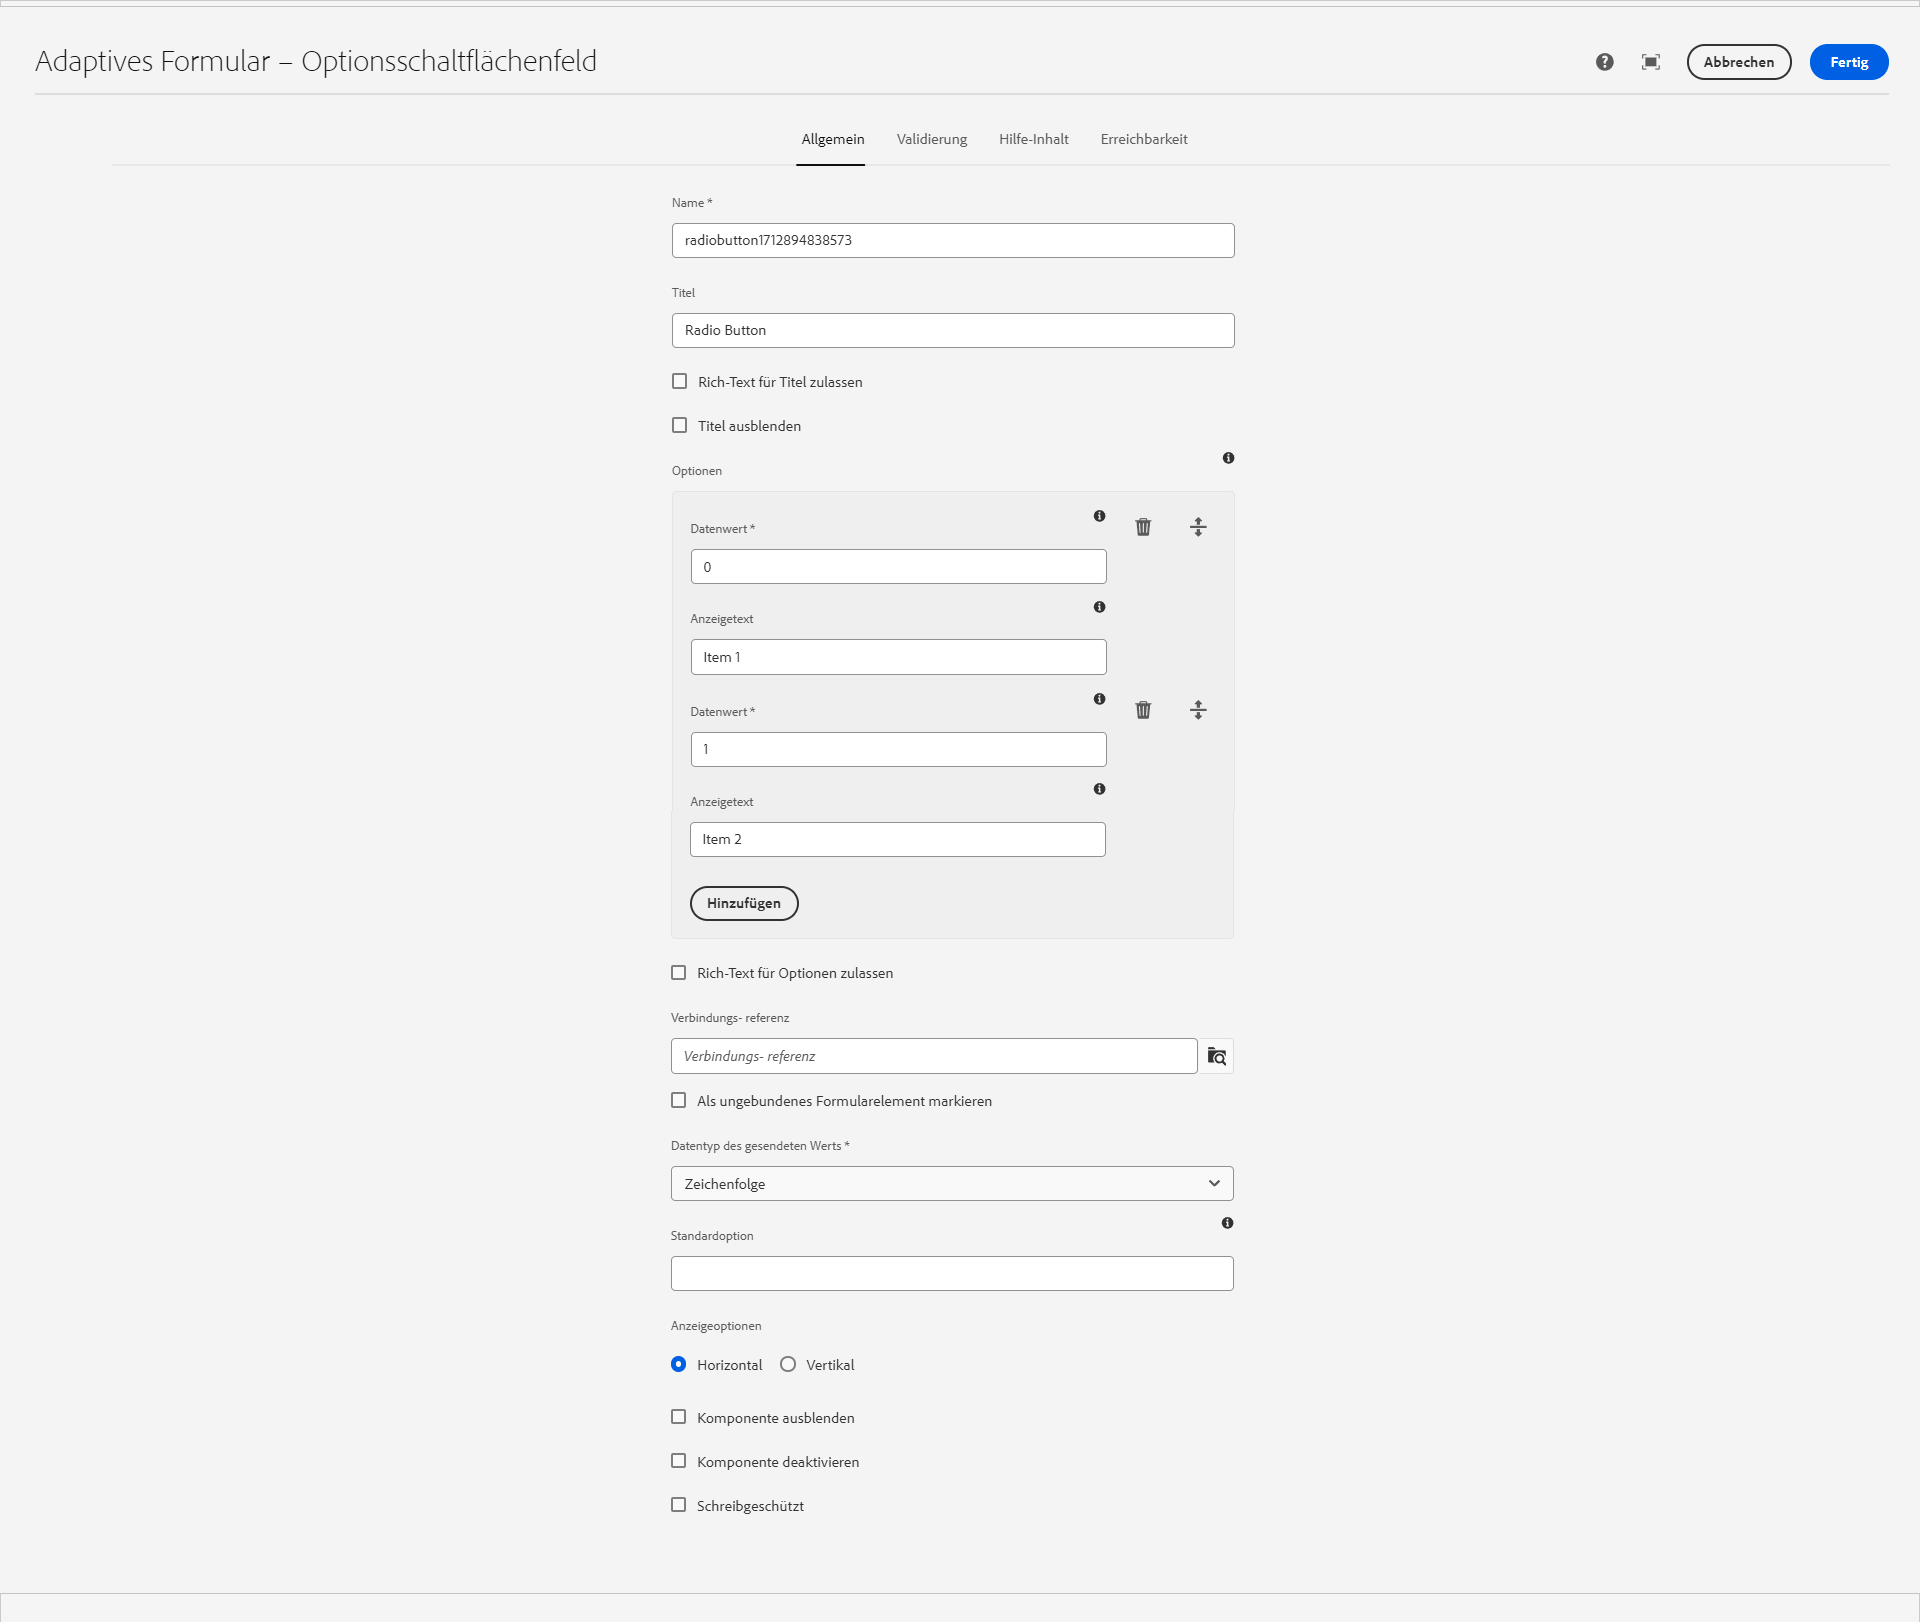 Adaptives Formular – Optionsschaltflächenfeld
Abbrechen
Fertig
Allgemein Validierung Hilfe-Inhalt Erreichbarkeit
Name *
radiobutton1712894838573
Titel
Radio Button
Rich-Text für Titel zulassen
Titel ausblenden
Optionen
Datenwert *
0
Anzeigetext
Item 1
Datenwert *
1
Anzeigetext
Item 2
Hinzufügen
Rich-Text für Optionen zulassen
Verbindungs- referenz
Verbindungs- referenz
Als ungebundenes Formularelement markieren
Datentyp des gesendeten Werts *
Zeichenfolge
Standardoption
Anzeigeoptionen
Horizontal Vertikal
Komponente ausblenden
Komponente deaktivieren
Schreibgeschützt